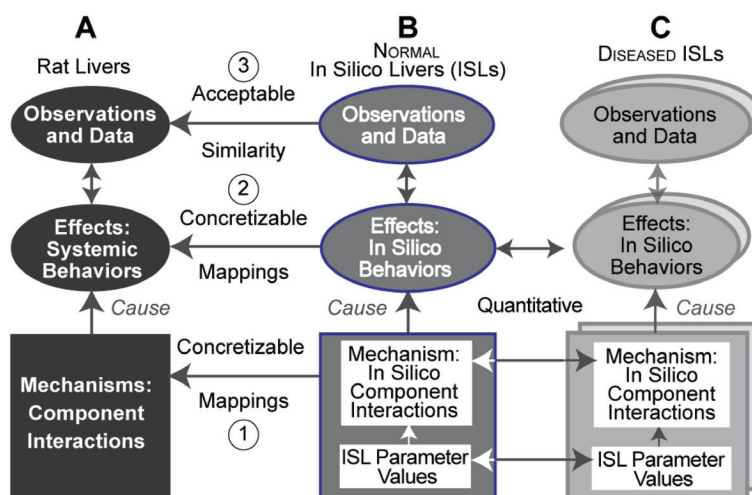 A
Rat Livers
Observations
and Data
Effects:
Systemic
Behaviors
Cause
Mechanisms:
Component
Interactions
3
Acceptable
Similarity
2
Concretizable
Mappings
Concretizable
Mappings
1
B
NORMAL
In Silico Livers (ISLs)
Observations
and Data
Effects:
In Silico
Behaviors
Cause
Mechanism:
In Silico
Component
Interactions
ISL Parameter
Values
Quantitative
C
DISEASED ISLs
Observations
and Data
Effects:
In Silico
Behaviors
Cause
Mechanism:
In Silico
Component
Interactions
ISL Parameter
Values